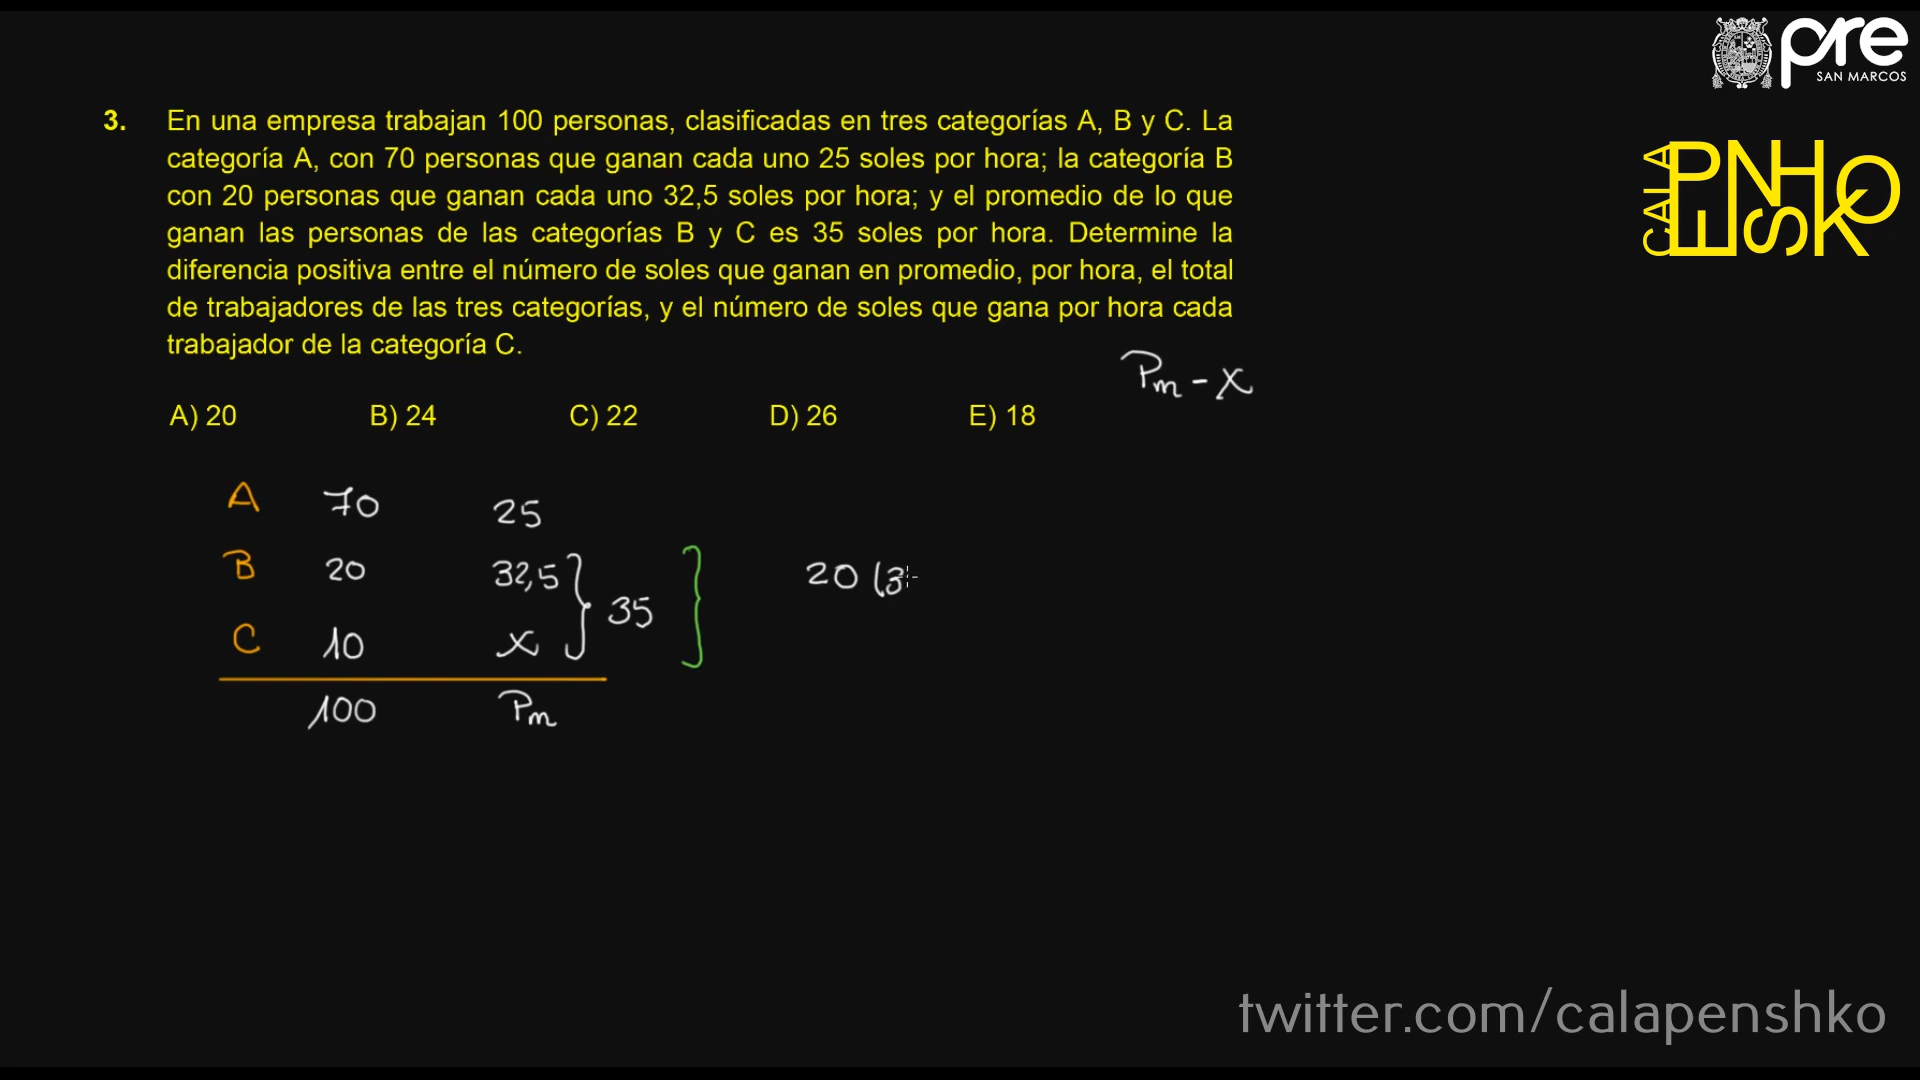 pre
SAN MARCOS
CALA
PENSHKO
3. En una empresa trabajan 100 personas, clasificadas en tres categorías A, B y C. La
categoría A, con 70 personas que ganan cada uno 25 soles por hora; la categoría B
con 20 personas que ganan cada uno 32,5 soles por hora; y el promedio de lo que
ganan las personas de las categorías B y C es 35 soles por hora. Determine la
diferencia positiva entre el número de soles que ganan en promedio, por hora, el total
de trabajadores de las tres categorías, y el número de soles que gana por hora cada
trabajador de la categoría C.
Pm - x
A) 20 B) 24 C) 22 D) 26 E) 18
A 70 25
B 20 32,5 20 (3
35
C 10 x
100 Pm
twitter.com/calapenshko